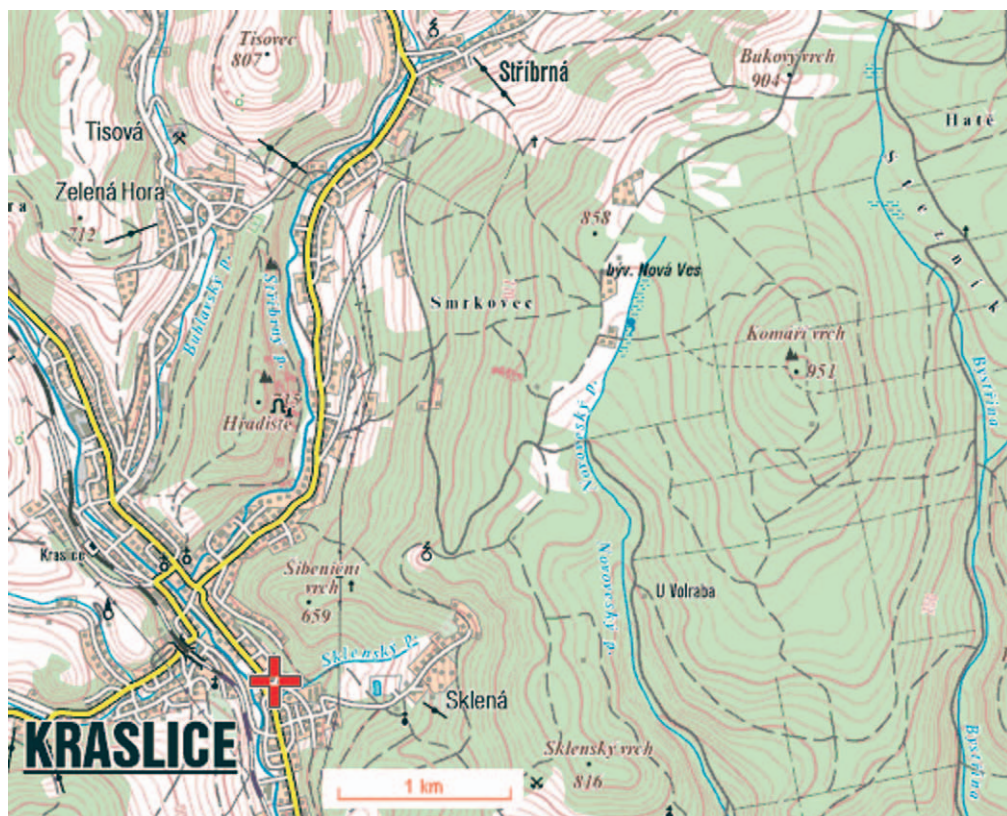 Tisovec
807
Stříbrná
Bukový vrch
904
Hatě
Tisová
Zelená Hora
712
858
býv. Nová Ves
Smrkovec
Buhlavský p.
Stříbrný p.
Hradiště
Komáří vrch
951
Bystřina
Novoveský p.
Novoveský p.
Kraslice
Šibeniční
vrch
659
U Volraba
Sklenský p.
Sklená
KRASLICE
Sklenský vrch
816
1 km
Bystřina